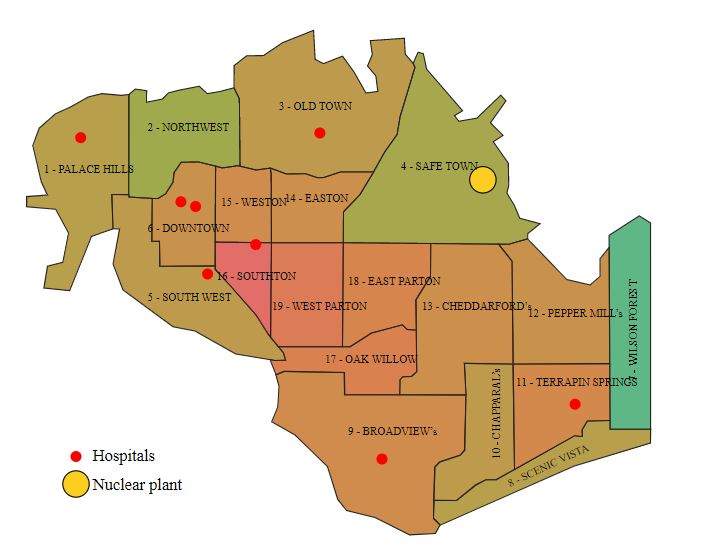 3 - OLD TOWN
2 - NORTHWEST
1 - PALACE HILLS
4 - SAFE TOWN
15 - WESTON
14 - EASTON
6 - DOWNTOWN
16 - SOUTHTON
5 - SOUTH WEST
18 - EAST PARTON
19 - WEST PARTON
13 - CHEDDARFORD's
12 - PEPPER MILL's
7 - WILSON FOREST
17 - OAK WILLOW
11 - TERRAPIN SPRINGS
10 - CHAPPARAL's
9 - BROADVIEW's
8 - SCENIC VISTA
Hospitals
Nuclear plant